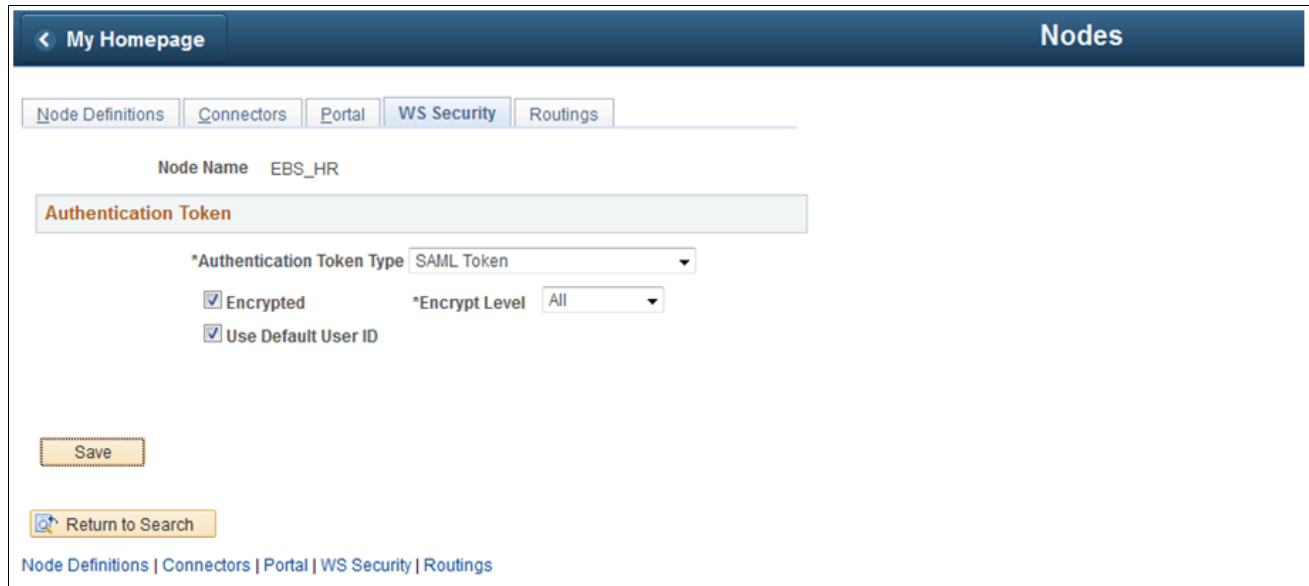 My Homepage Nodes
Node Definitions Connectors Portal WS Security Routings
Node Name EBS_HR
Authentication Token
*Authentication Token Type SAML Token
Encrypted *Encrypt Level All
Use Default User ID
Save
Return to Search
Node Definitions | Connectors | Portal | WS Security | Routings